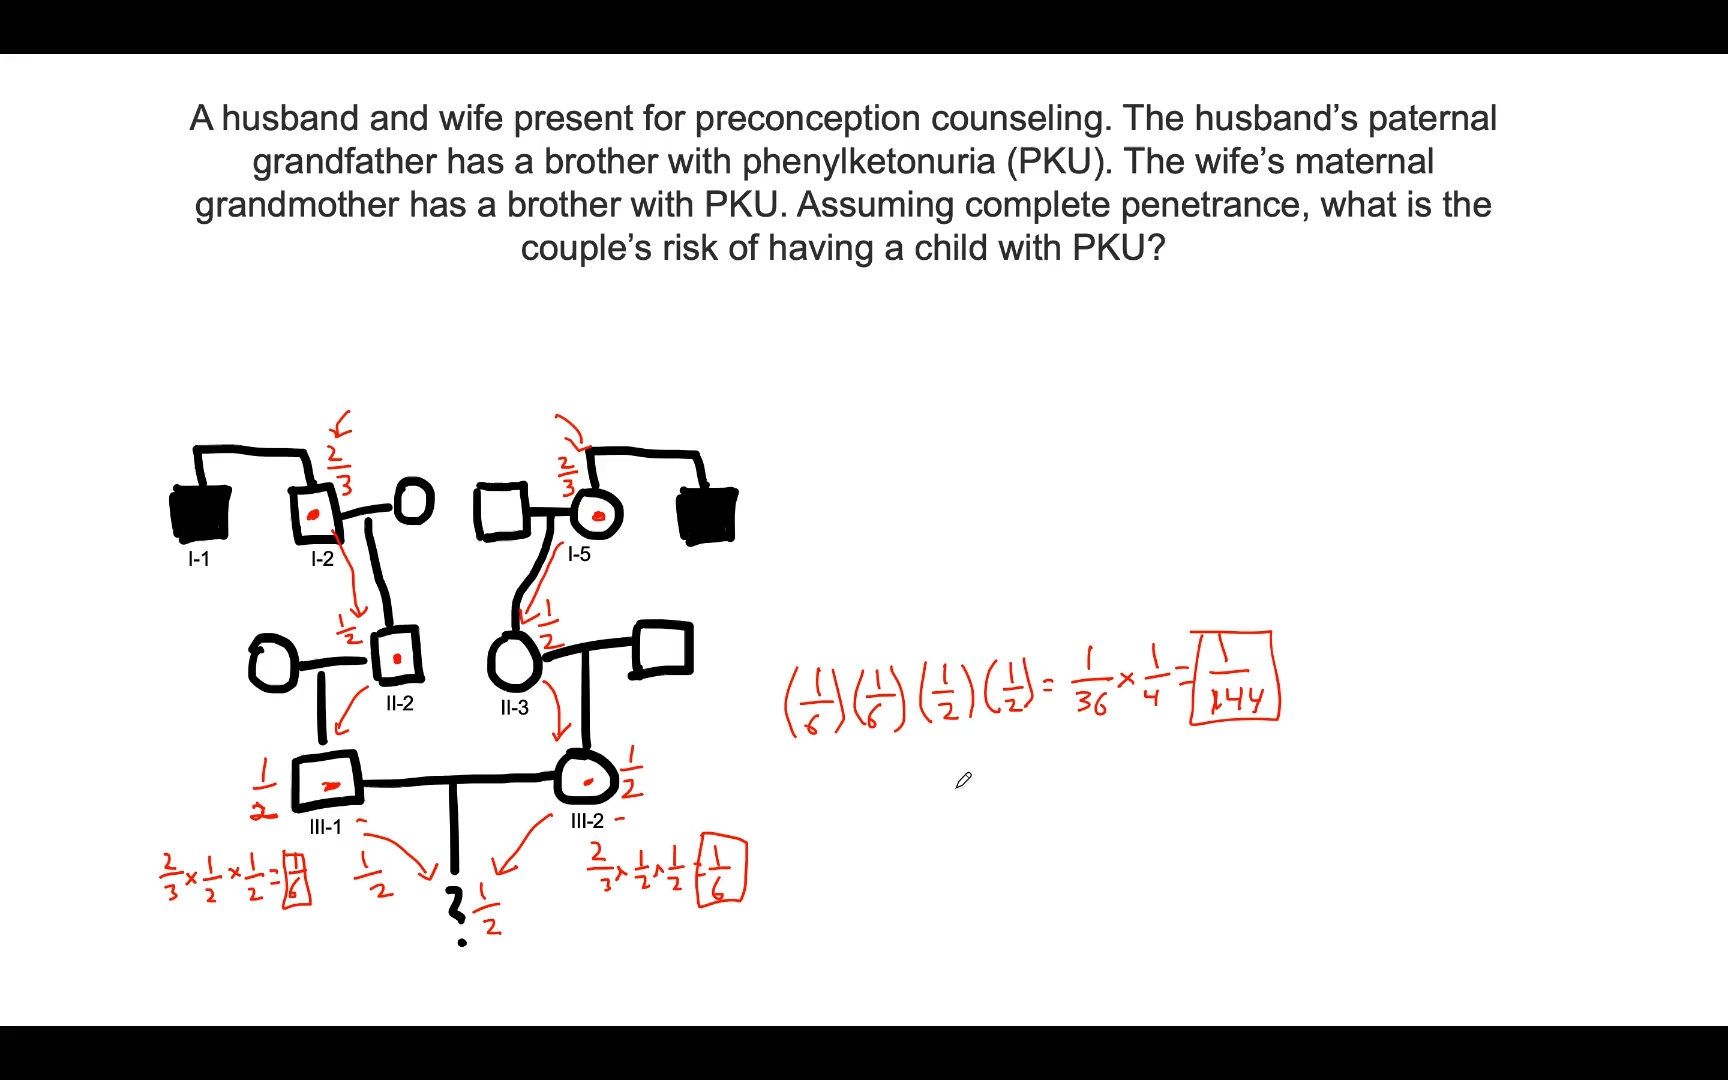 A husband and wife present for preconception counseling. The husband’s paternal
grandfather has a brother with phenylketonuria (PKU). The wife’s maternal
grandmother has a brother with PKU. Assuming complete penetrance, what is the
couple’s risk of having a child with PKU?
2/3
2/3
I-1
I-2
I-5
1/2
1/2
II-2
II-3
(1/6)(1/6)(1/2)(1/2) = 1/36 × 1/4 = 1/144
1/2
1/2
III-1
III-2
2/3 × 1/2 × 1/2 = 1/6
1/2
2/3 × 1/2 × 1/2 = 1/6
?
1/2